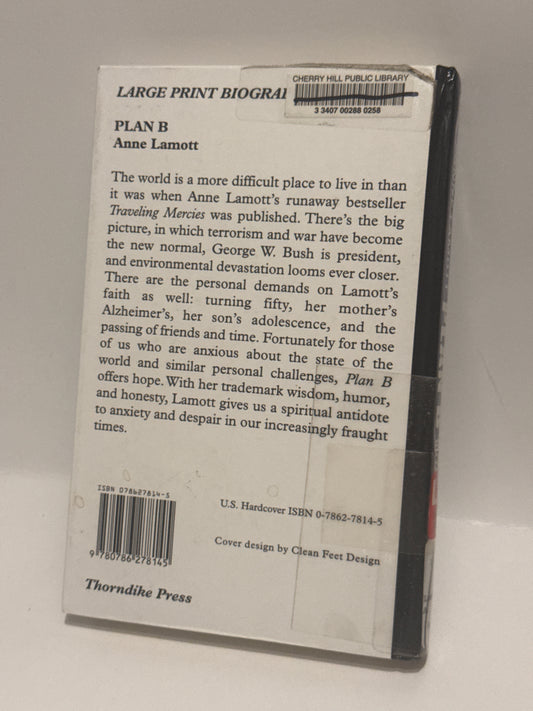 CHERRY HILL PUBLIC LIBRARY
3 3407 00288 0258
LARGE PRINT
PLAN B
Anne Lamott
The world is a more difficult place to live in than
it was when Anne Lamott's runaway bestseller
Traveling Mercies was published. There's the big
picture, in which terrorism and war have become
the new normal, George W. Bush is president,
and environmental devastation looms ever closer.
There are the personal demands on Lamott's
faith as well: turning fifty, her mother's
Alzheimer's, her son's adolescence, and the
passing of friends and time. Fortunately for those
of us who are anxious about the state of the
world and similar personal challenges, Plan B
offers hope. With her trademark wisdom, humor,
and honesty, Lamott gives us a spiritual antidote
to anxiety and despair in our increasingly fraught
times.
ISBN 078627814-5
U.S. Hardcover ISBN 0-7862-7814-5
Cover design by Clean Feet Design
9 780786 278145
Thorndike Press